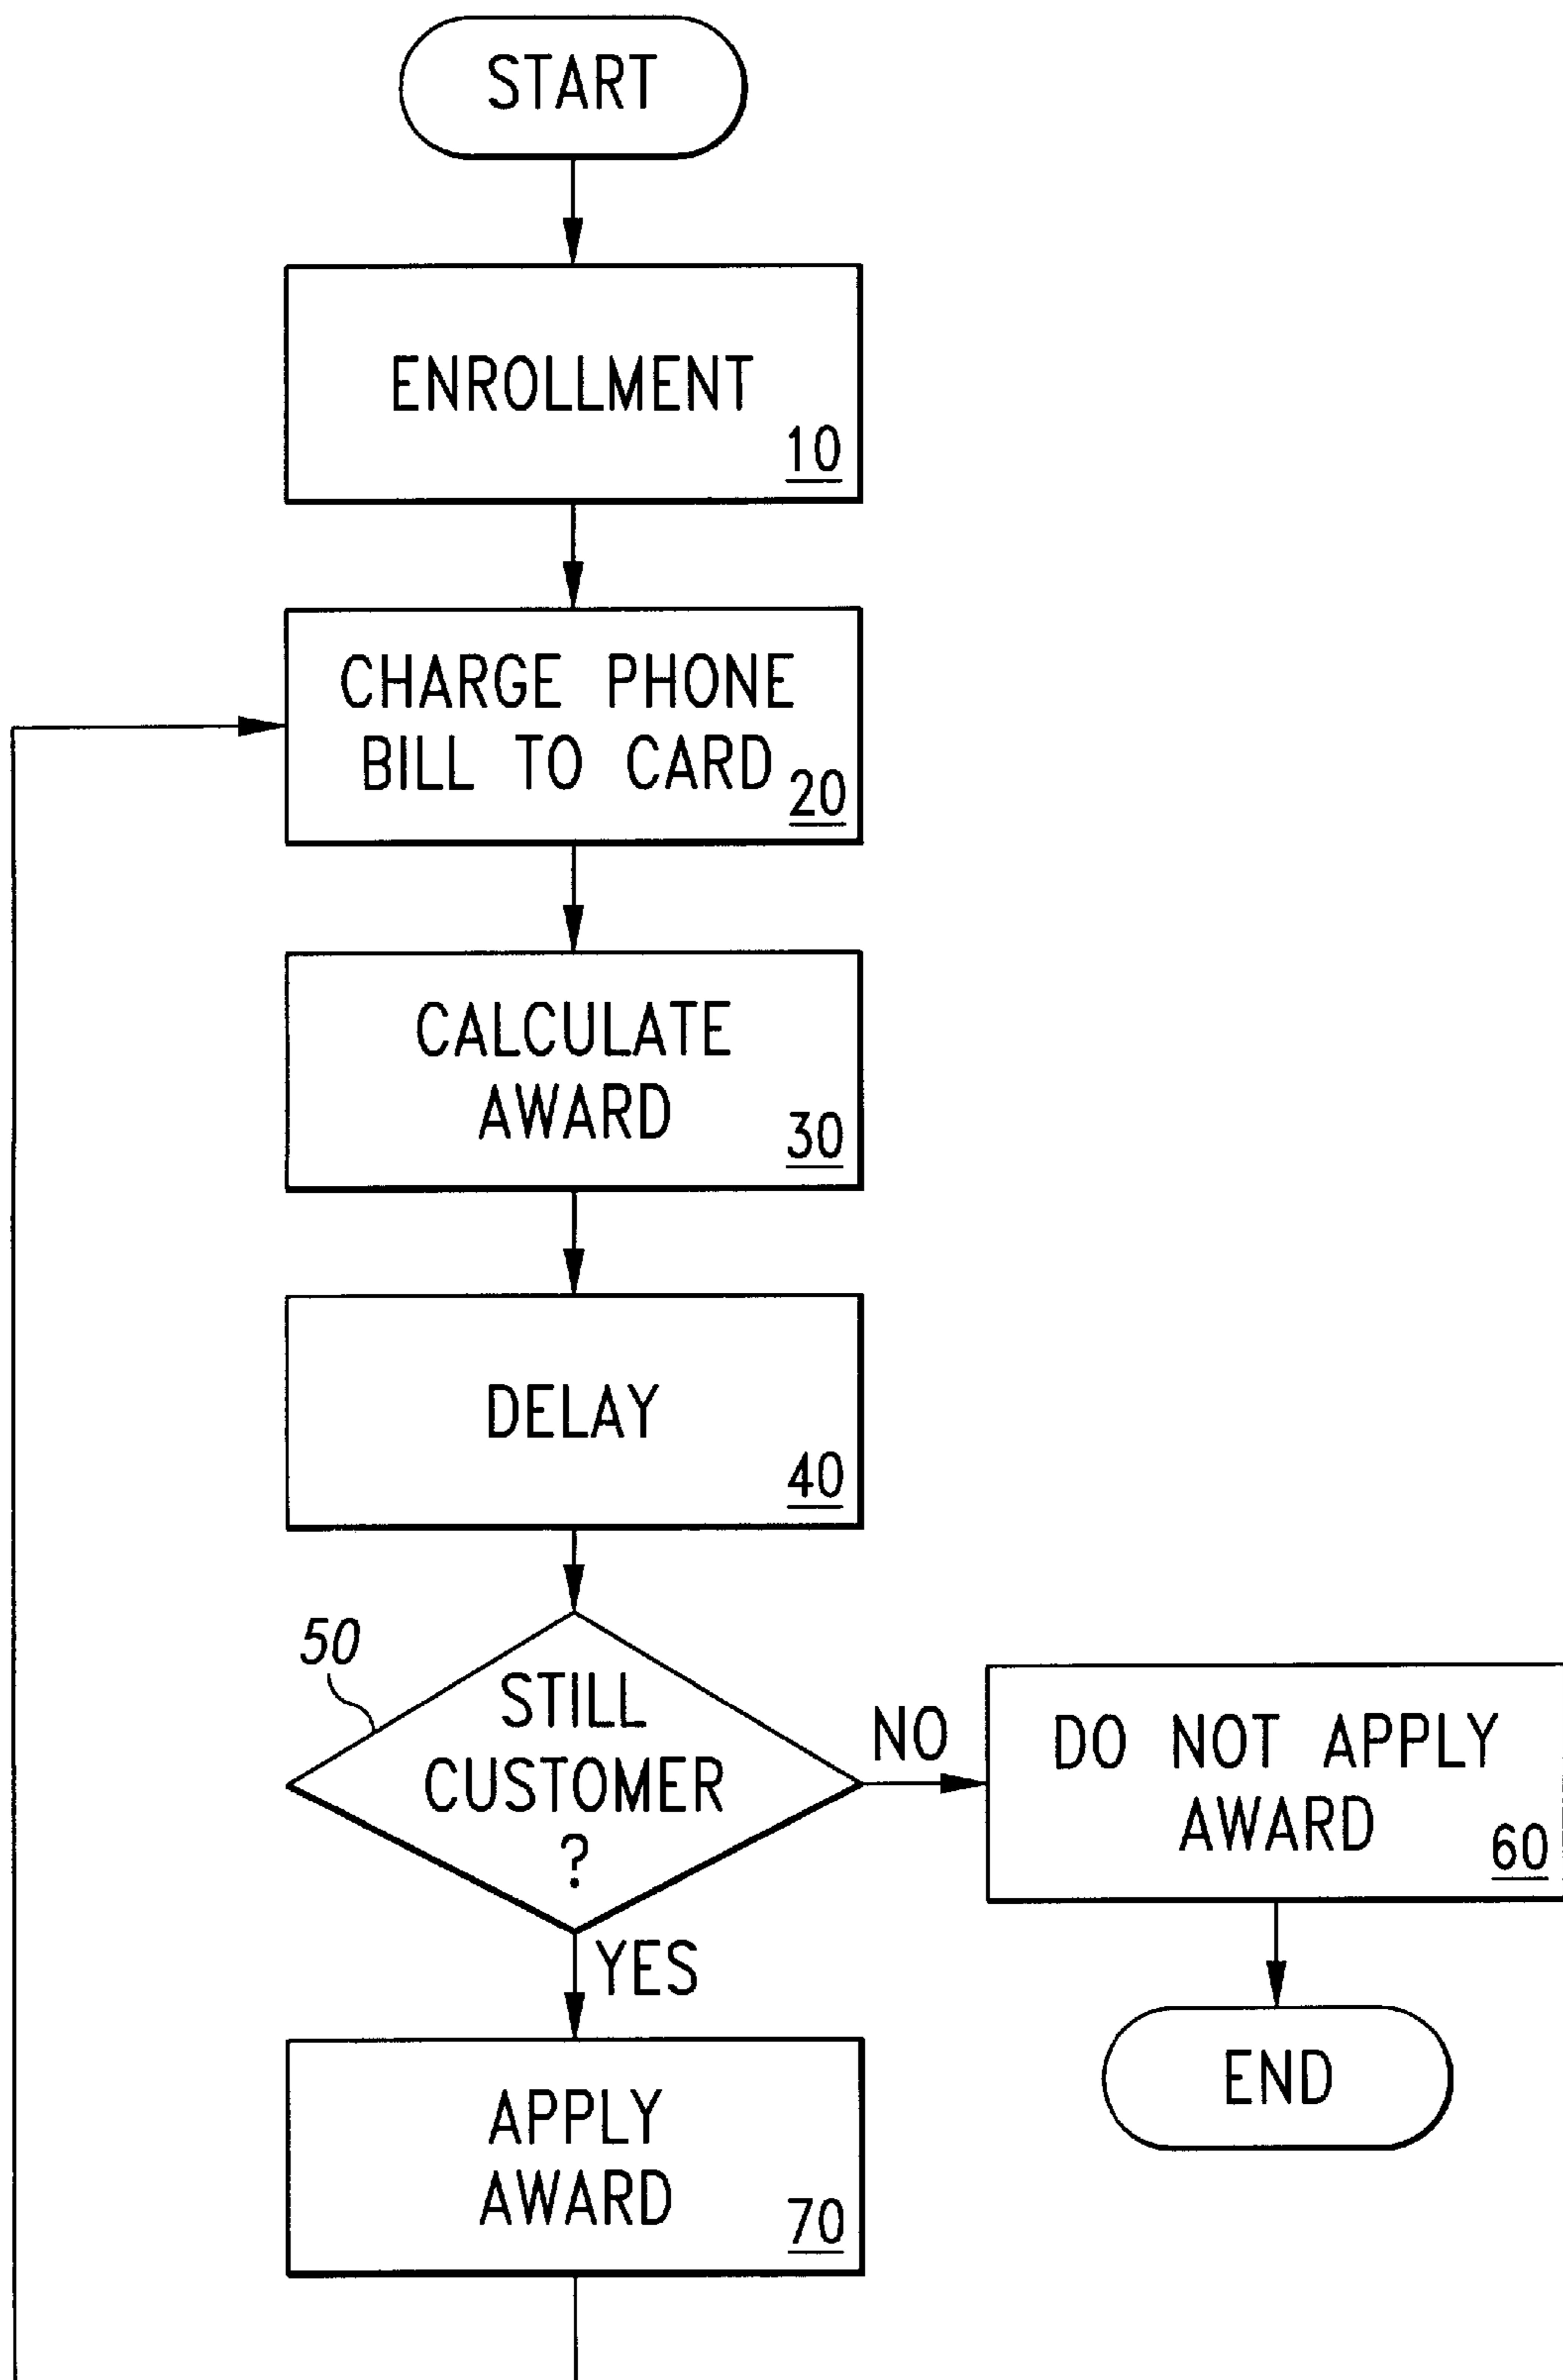 START
ENROLLMENT
10
CHARGE PHONE
BILL TO CARD
20
CALCULATE
AWARD
30
DELAY
40
50
STILL
CUSTOMER
?
NO
DO NOT APPLY
AWARD
60
YES
END
APPLY
AWARD
70